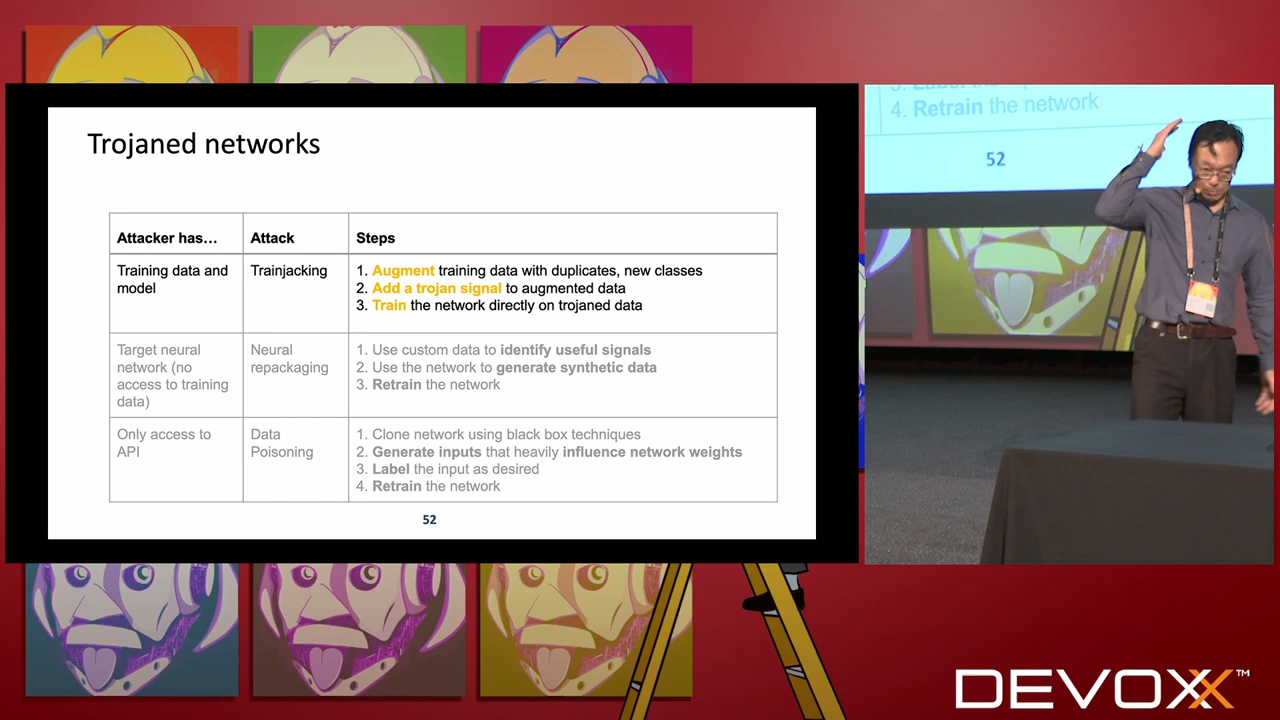 Trojaned networks
Attacker has…
Attack
Steps
Training data and
model
Trainjacking
1. Augment training data with duplicates, new classes
2. Add a trojan signal to augmented data
3. Train the network directly on trojaned data
Target neural
network (no
access to training
data)
Neural
repackaging
1. Use custom data to identify useful signals
2. Use the network to generate synthetic data
3. Retrain the network
Only access to
API
Data
Poisoning
1. Clone network using black box techniques
2. Generate inputs that heavily influence network weights
3. Label the input as desired
4. Retrain the network
52
3. Label the
4. Retrain the network
52
DEVOXX™